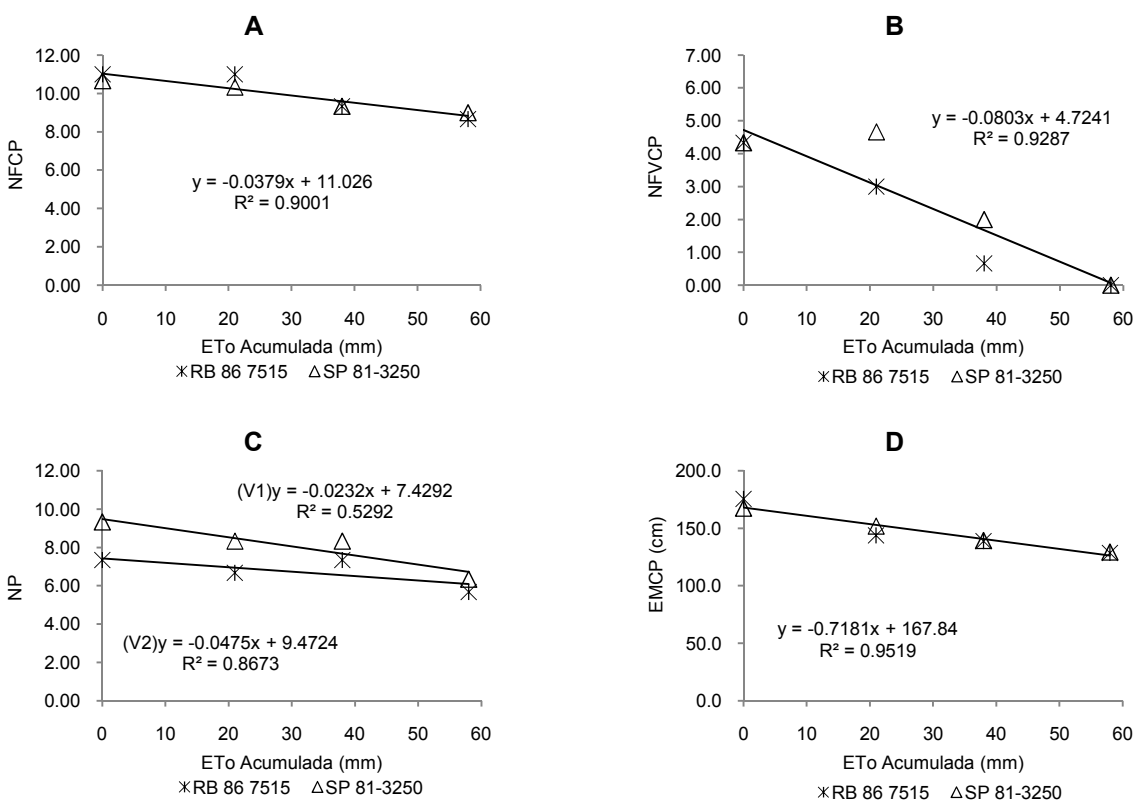 A
12.00
10.00
8.00
6.00
4.00
2.00
0.00
NFCP
y = -0.0379x + 11.026
R² = 0.9001
0 10 20 30 40 50 60
ETo Acumulada (mm)
RB 86 7515 SP 81-3250
B
7.00
6.00
5.00
4.00
3.00
2.00
1.00
0.00
NFVCP
y = -0.0803x + 4.7241
R² = 0.9287
0 10 20 30 40 50 60
ETo Acumulada (mm)
RB 86 7515 SP 81-3250
C
12.00
10.00
8.00
6.00
4.00
2.00
0.00
NP
(V1)y = -0.0232x + 7.4292
R² = 0.5292
(V2)y = -0.0475x + 9.4724
R² = 0.8673
0 10 20 30 40 50 60
ETo Acumulada (mm)
RB 86 7515 SP 81-3250
D
200.0
150.0
100.0
50.0
0.0
EMCP (cm)
y = -0.7181x + 167.84
R² = 0.9519
0 10 20 30 40 50 60
ETo Acumulada (mm)
RB 86 7515 SP 81-3250